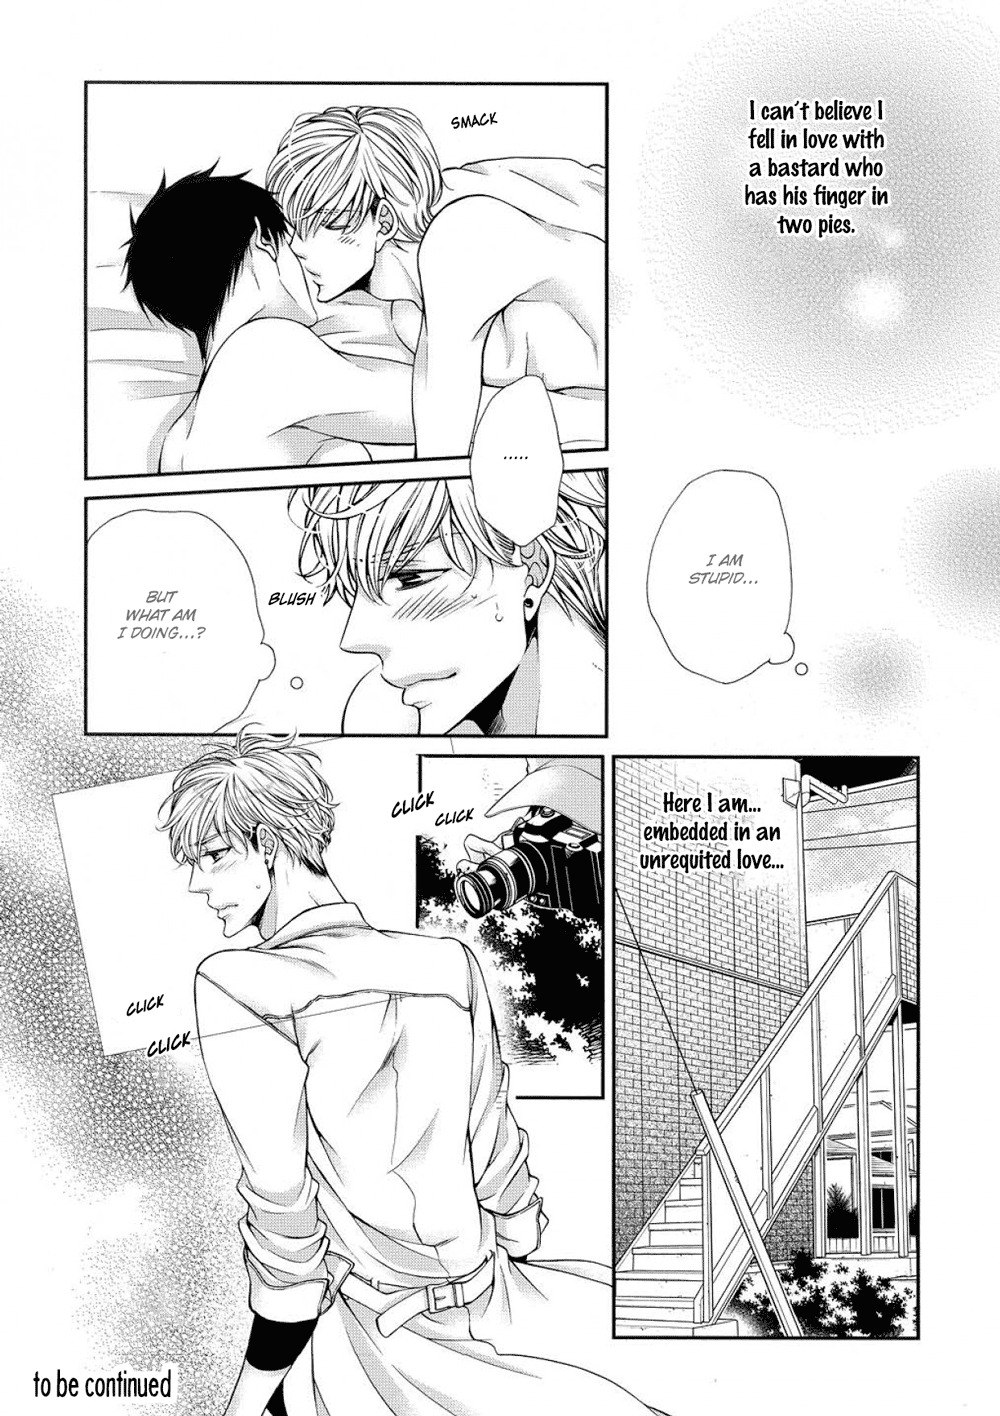 I can't believe I
fell in love with
a bastard who
has his finger in
two pies.
SMACK
.....
I AM
STUPID...
BLUSH
BUT
WHAT AM
I DOING...?
Here I am...
embedded in an
unrequited love...
CLICK
CLICK
CLICK
CLICK
to be continued